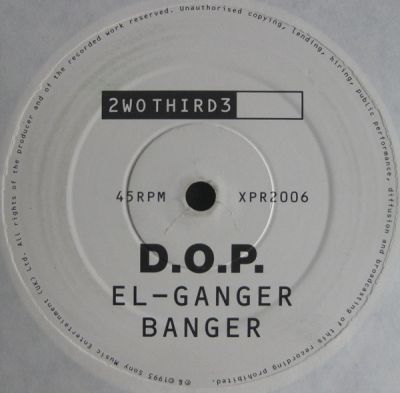 2WOTHIRD3
45RPM XPR2006
D.O.P.
EL-GANGER
BANGER
℗©1993 Sony Music Entertainment (UK) Ltd. All rights of the producer and of the recorded work reserved. Unauthorised copying, lending, hiring, public performance, diffusion and broadcasting of this recording prohibited.